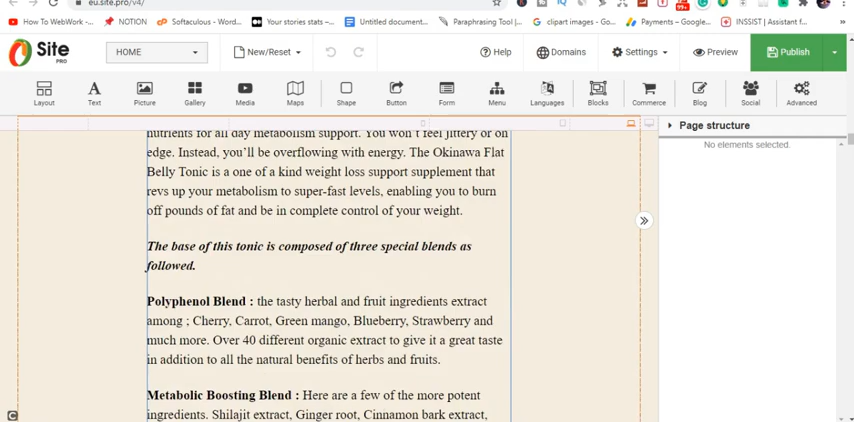 eu.site.pro/v4/
How To WebWork -... NOTION Softaculous - Word... Your stories stats -... Untitled document... Paraphrasing Tool |... clipart images - Go... Payments – Google... INSSIST | Assistant f... »
99+
Site PRO HOME New/Reset Help Domains Settings Preview Publish
Layout Text Picture Gallery Media Maps Shape Button Form Menu Languages Blocks Commerce Blog Social Advanced
Page structure
No elements selected.
nutrients for all day metabolism support. You won't feel jittery or on
edge. Instead, you'll be overflowing with energy. The Okinawa Flat
Belly Tonic is a one of a kind weight loss support supplement that
revs up your metabolism to super-fast levels, enabling you to burn
off pounds of fat and be in complete control of your weight.
The base of this tonic is composed of three special blends as
followed.
Polyphenol Blend : the tasty herbal and fruit ingredients extract
among ; Cherry, Carrot, Green mango, Blueberry, Strawberry and
much more. Over 40 different organic extract to give it a great taste
in addition to all the natural benefits of herbs and fruits.
Metabolic Boosting Blend : Here are a few of the more potent
ingredients. Shilajit extract, Ginger root, Cinnamon bark extract,